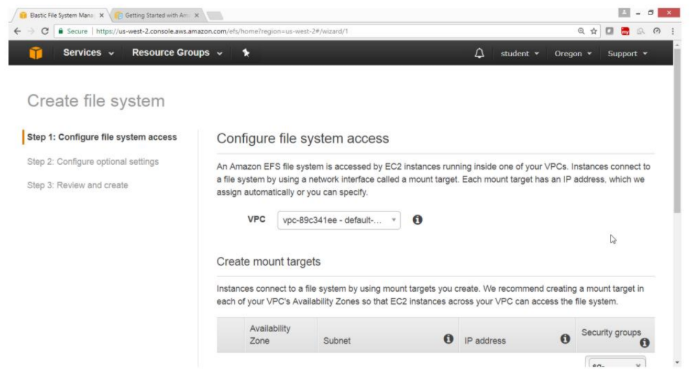 Elastic File System Mana
Getting Started with Am
Secure | https://us-west-2.console.aws.amazon.com/efs/home?region=us-west-2#/wizard/1
Services Resource Groups student Oregon Support
Create file system
Step 1: Configure file system access
Step 2: Configure optional settings
Step 3: Review and create
Configure file system access
An Amazon EFS file system is accessed by EC2 instances running inside one of your VPCs. Instances connect to
a file system by using a network interface called a mount target. Each mount target has an IP address, which we
assign automatically or you can specify.
VPC vpc-89c341ee - default-...
Create mount targets
Instances connect to a file system by using mount targets you create. We recommend creating a mount target in
each of your VPC's Availability Zones so that EC2 instances across your VPC can access the file system.
Availability
Zone
Subnet
IP address
Security groups